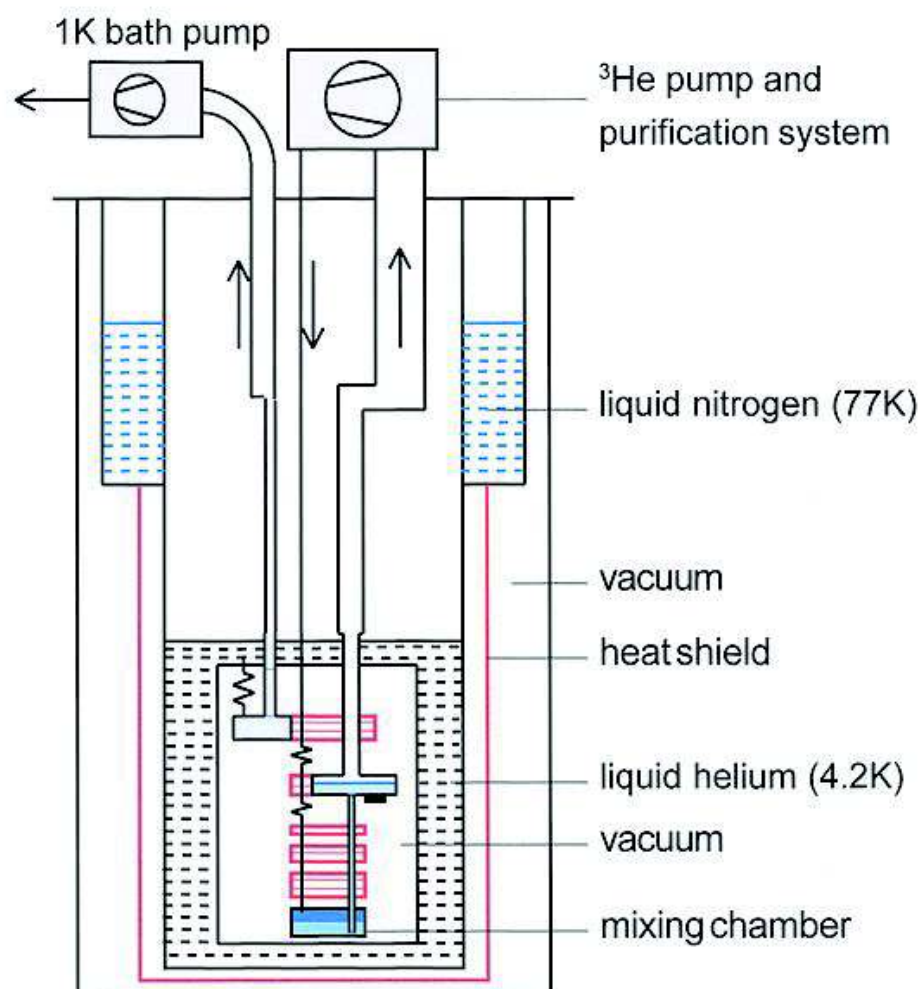 1K bath pump
³He pump and
purification system
liquid nitrogen (77K)
vacuum
heat shield
liquid helium (4.2K)
vacuum
mixing chamber